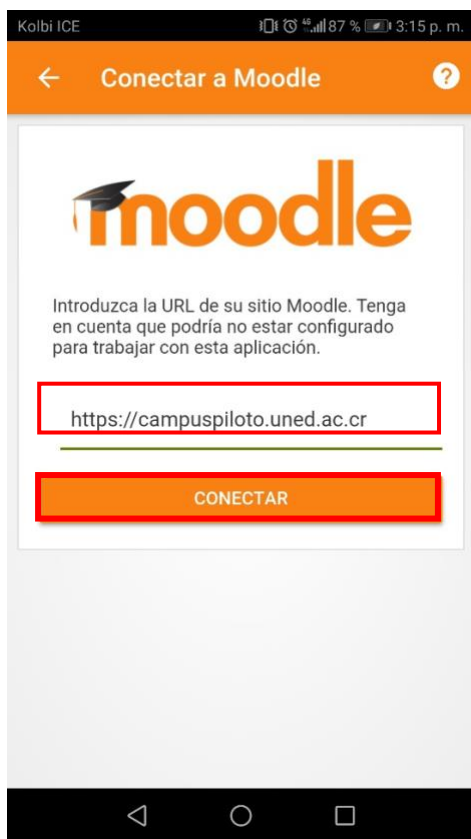 Kolbi ICE 87 % 3:15 p. m.
Conectar a Moodle ?
moodle
Introduzca la URL de su sitio Moodle. Tenga
en cuenta que podría no estar configurado
para trabajar con esta aplicación.
https://campuspiloto.uned.ac.cr
CONECTAR